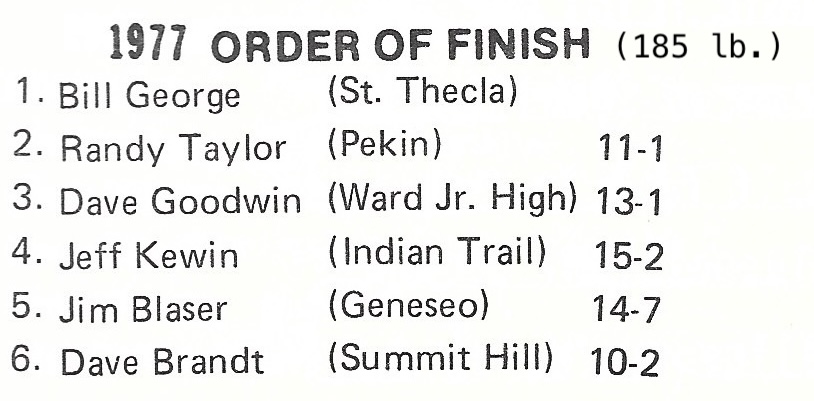 1977 ORDER OF FINISH (185 lb.)
1. Bill George (St. Thecla)
2. Randy Taylor (Pekin) 11-1
3. Dave Goodwin (Ward Jr. High) 13-1
4. Jeff Kewin (Indian Trail) 15-2
5. Jim Blaser (Geneseo) 14-7
6. Dave Brandt (Summit Hill) 10-2